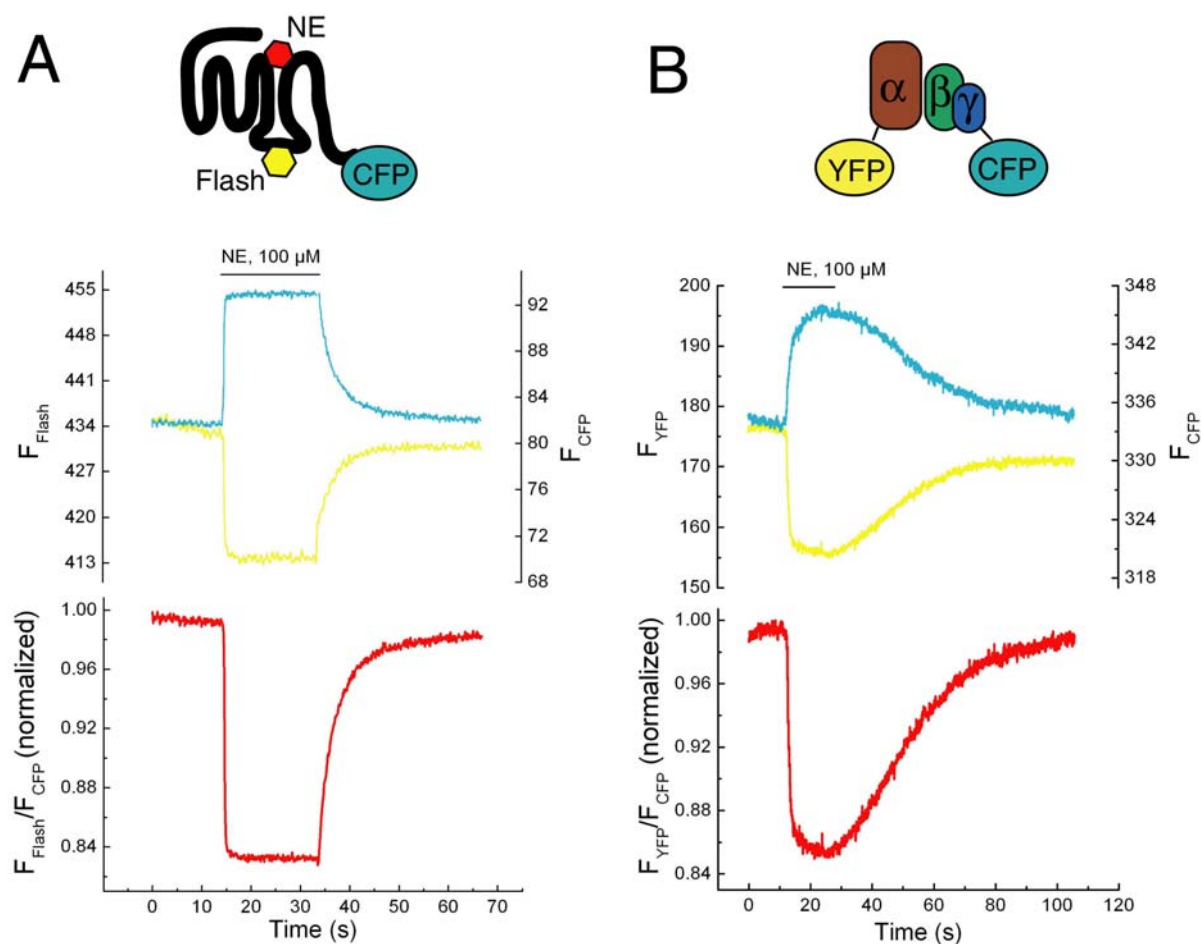 A
NE
Flash
CFP
NE, 100 µM
455
448
441
434
427
420
413
F_Flash
92
88
84
80
76
72
68
F_CFP
1.00
0.96
0.92
0.88
0.84
F_Flash/F_CFP (normalized)
0 10 20 30 40 50 60 70
Time (s)
B
α
β
γ
YFP
CFP
NE, 100 µM
200
190
180
170
160
150
F_YFP
348
342
336
330
324
318
F_CFP
1.00
0.96
0.92
0.88
0.84
F_YFP/F_CFP (normalized)
0 20 40 60 80 100 120
Time (s)